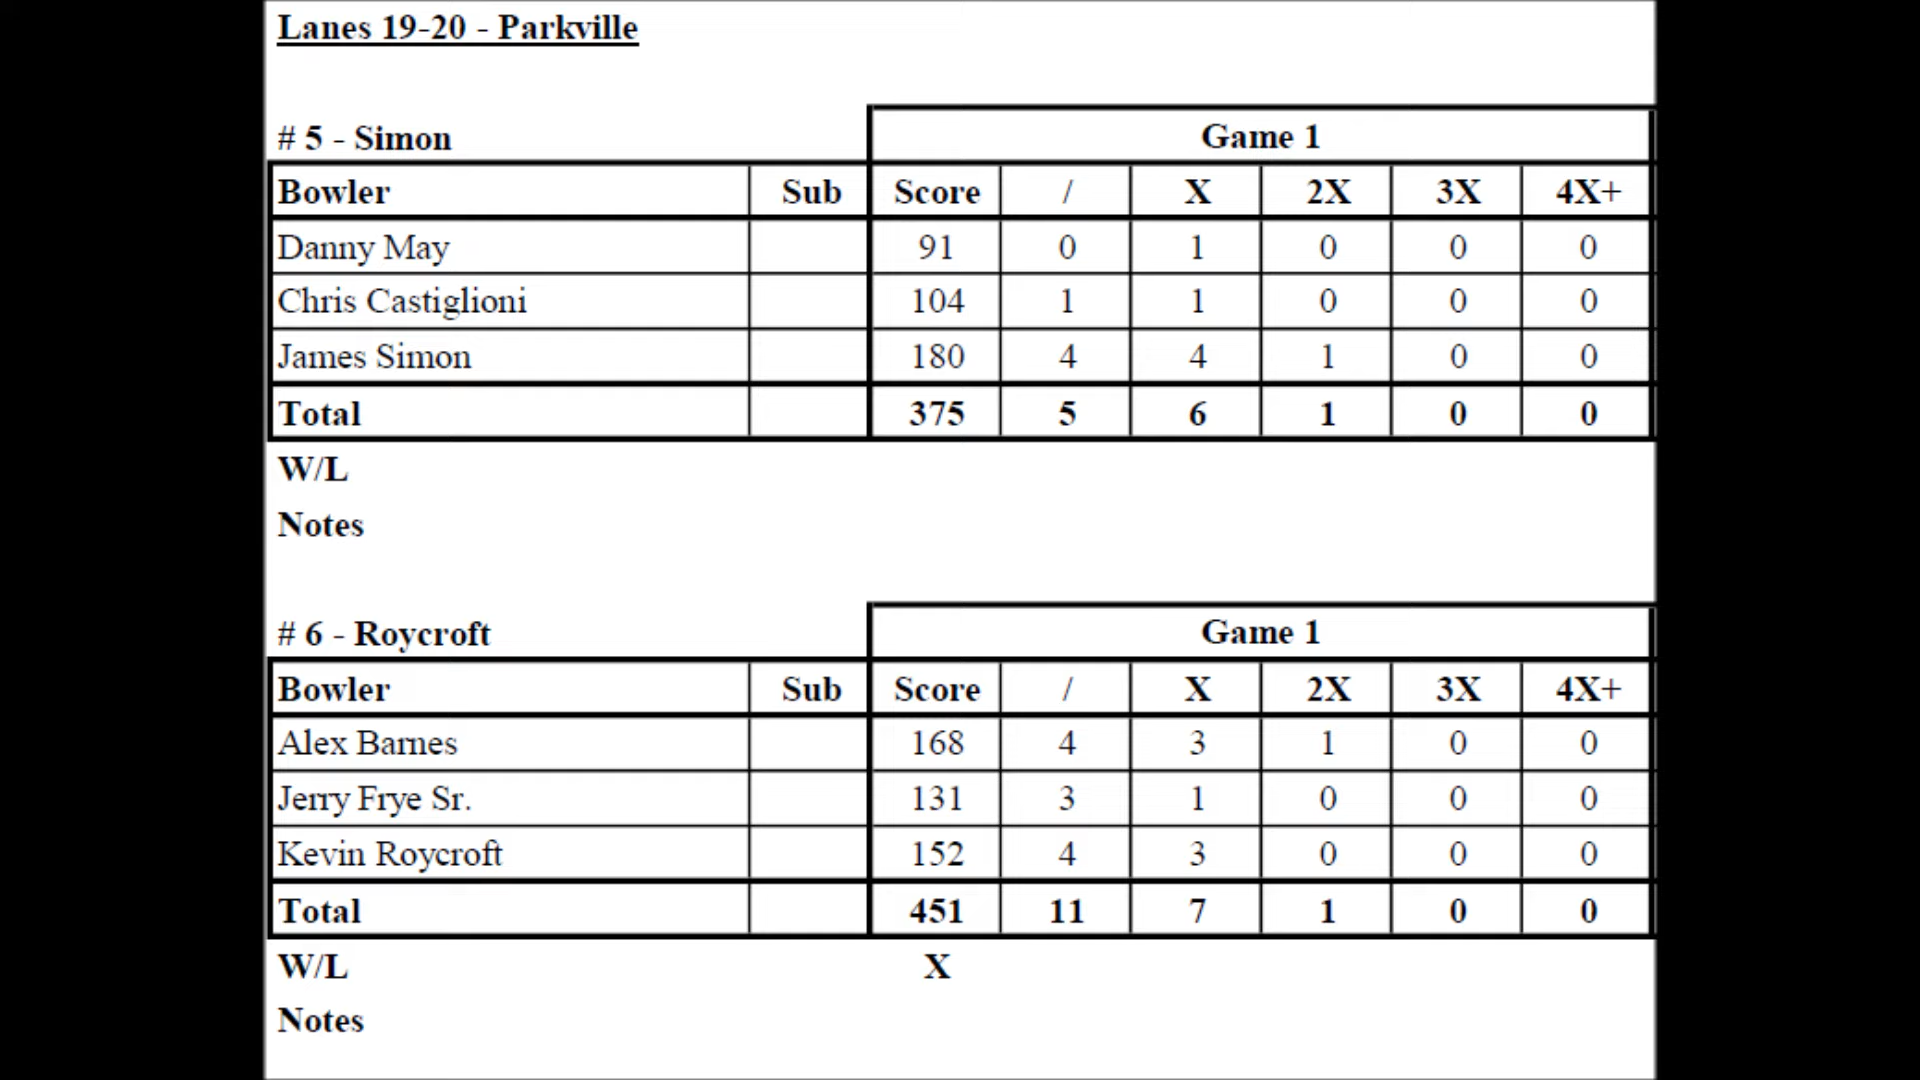 Lanes 19-20 - Parkville
# 5 - Simon Game 1
Bowler Sub Score / X 2X 3X 4X+
Danny May 91 0 1 0 0 0
Chris Castiglioni 104 1 1 0 0 0
James Simon 180 4 4 1 0 0
Total 375 5 6 1 0 0
W/L
Notes
# 6 - Roycroft Game 1
Bowler Sub Score / X 2X 3X 4X+
Alex Barnes 168 4 3 1 0 0
Jerry Frye Sr. 131 3 1 0 0 0
Kevin Roycroft 152 4 3 0 0 0
Total 451 11 7 1 0 0
W/L X
Notes